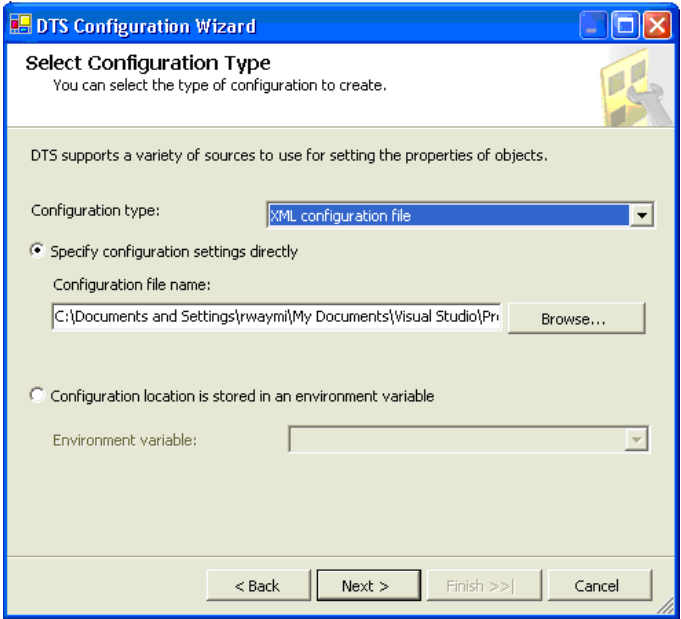 DTS Configuration Wizard
Select Configuration Type
You can select the type of configuration to create.
DTS supports a variety of sources to use for setting the properties of objects.
Configuration type: XML configuration file
Specify configuration settings directly
Configuration file name:
C:\Documents and Settings\rwaymi\My Documents\Visual Studio\Pr Browse...
Configuration location is stored in an environment variable
Environment variable:
< Back Next > Finish >>| Cancel